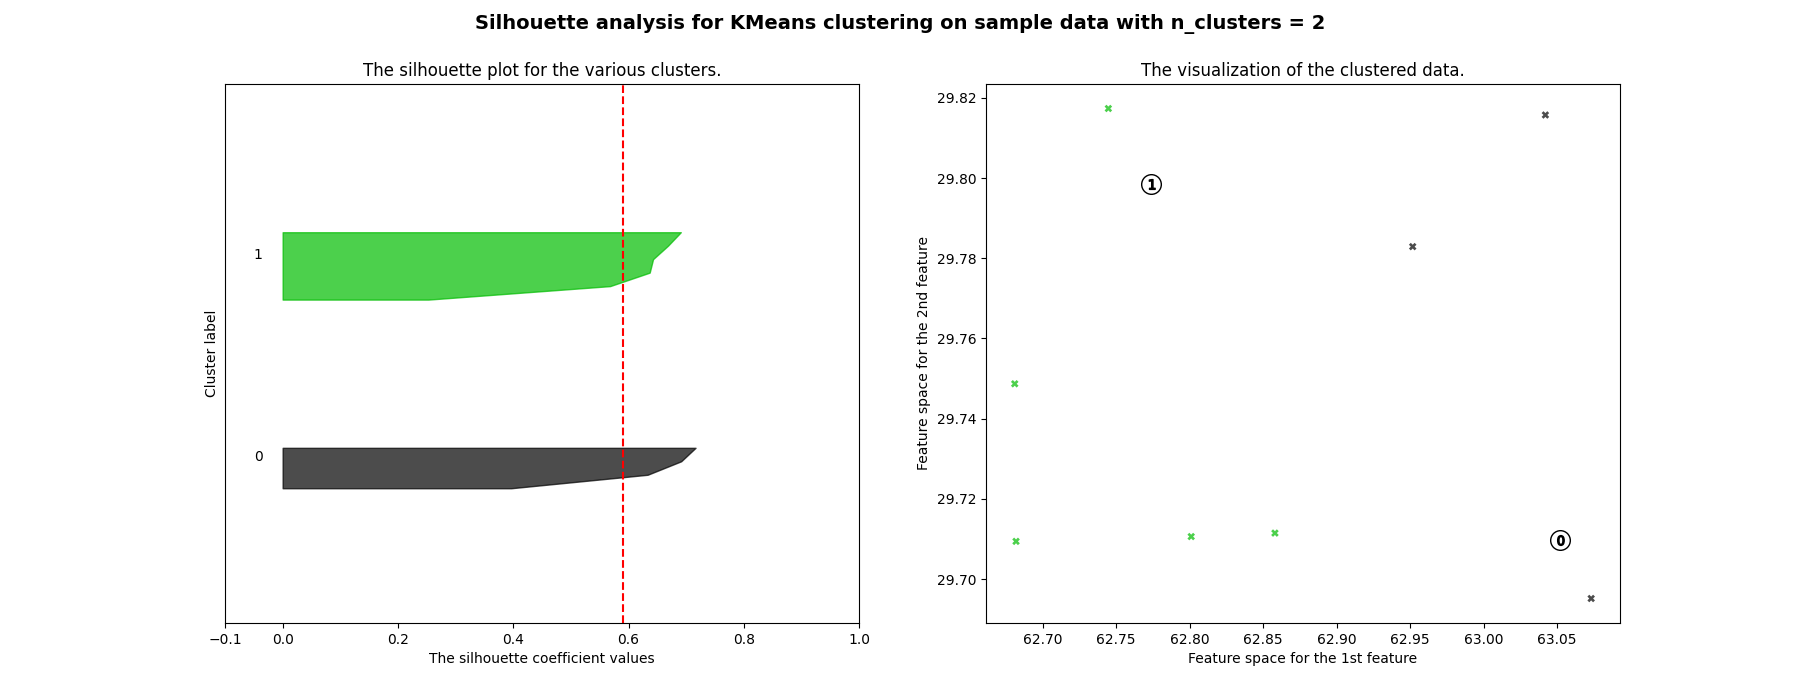 Silhouette analysis for KMeans clustering on sample data with n_clusters = 2
The silhouette plot for the various clusters.
1
0
Cluster label
−0.1 0.0 0.2 0.4 0.6 0.8 1.0
The silhouette coefficient values
The visualization of the clustered data.
29.82
29.80
29.78
29.76
29.74
29.72
29.70
Feature space for the 2nd feature
1
0
62.70 62.75 62.80 62.85 62.90 62.95 63.00 63.05
Feature space for the 1st feature